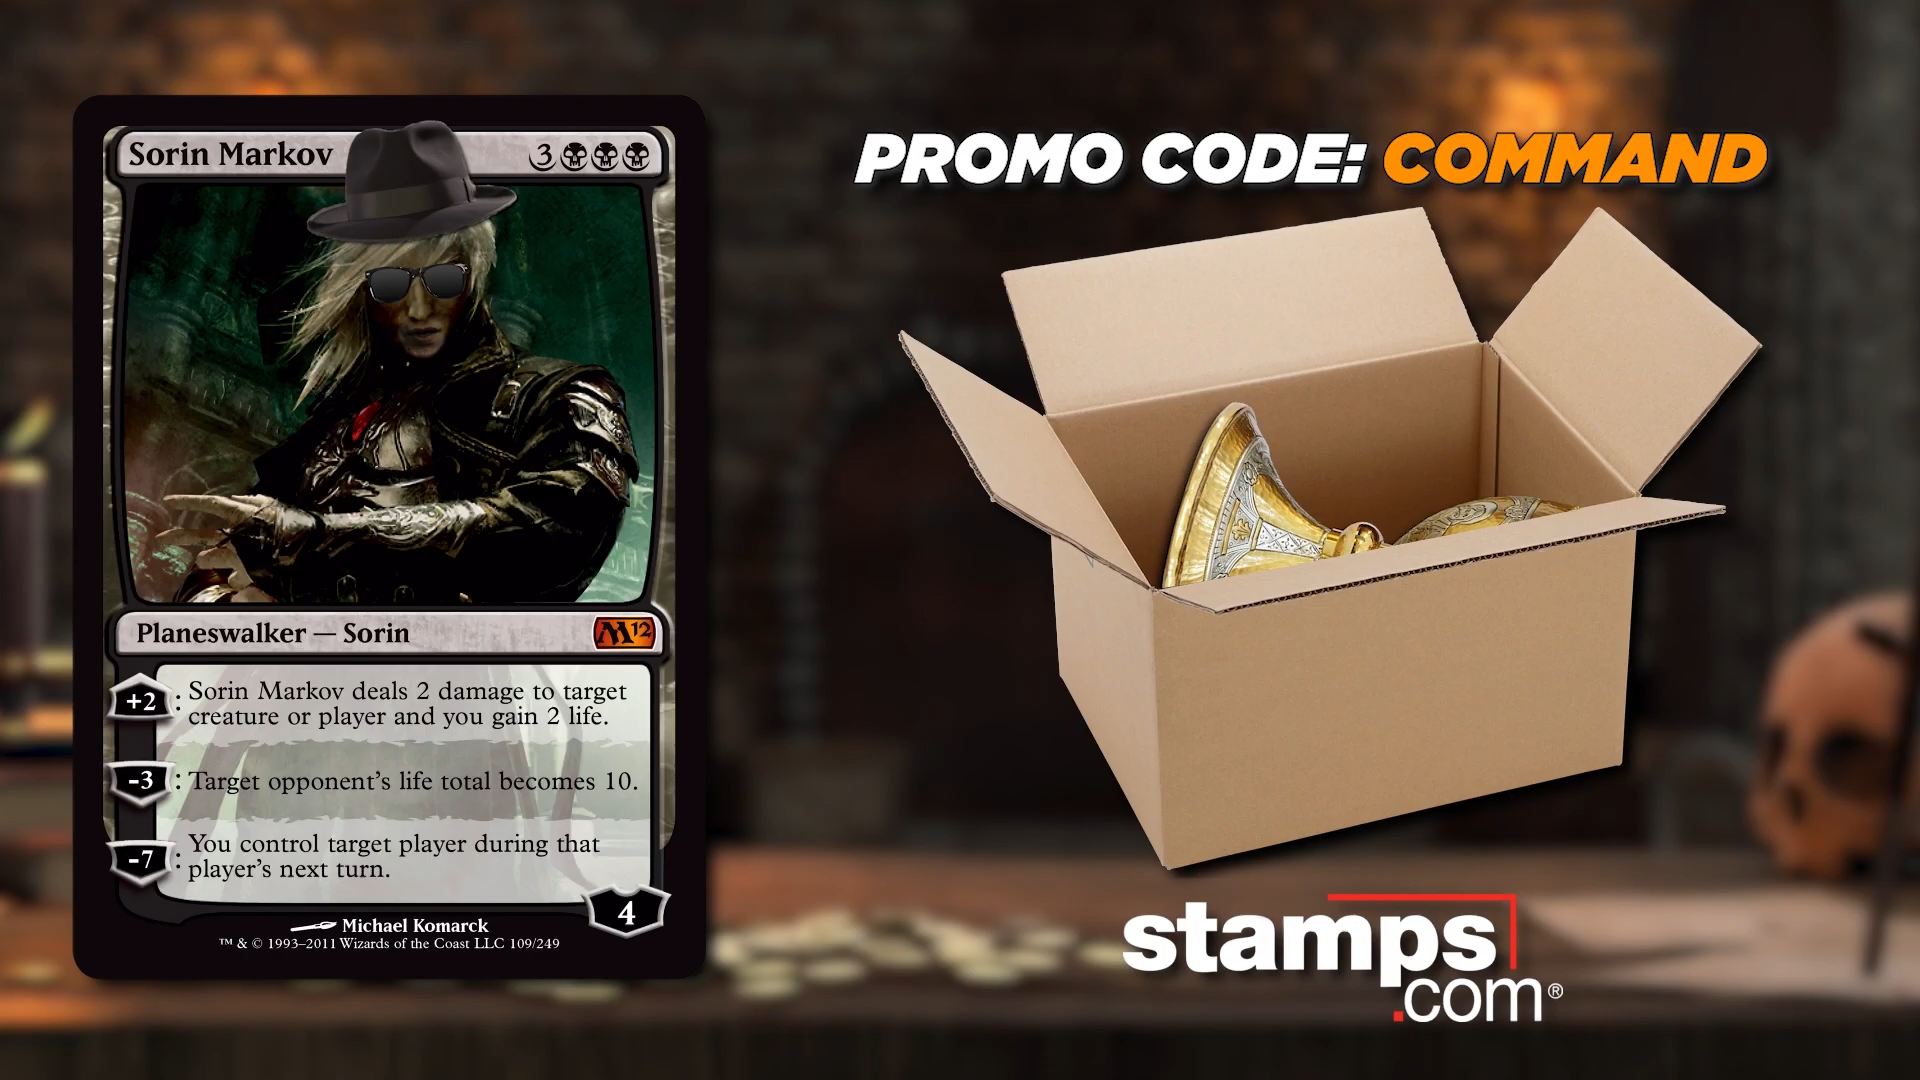 Sorin Markov 3
Planeswalker — Sorin M12
+2: Sorin Markov deals 2 damage to target
creature or player and you gain 2 life.
-3: Target opponent's life total becomes 10.
-7: You control target player during that
player's next turn.
4
Michael Komarck
™ & © 1993–2011 Wizards of the Coast LLC 109/249
PROMO CODE: COMMAND
stamps
.com®